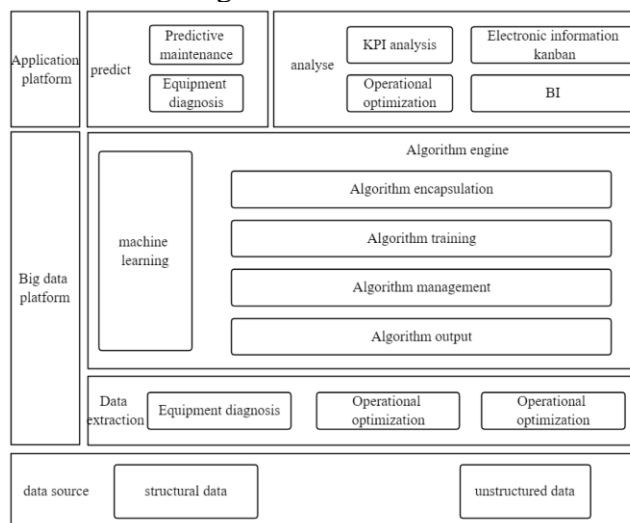 Application
platform
predict
Predictive
maintenance
Equipment
diagnosis
analyse
KPI analysis
Electronic information
kanban
Operational
optimization
BI
Big data
platform
machine
learning
Algorithm engine
Algorithm encapsulation
Algorithm training
Algorithm management
Algorithm output
Data
extraction
Equipment diagnosis
Operational
optimization
Operational
optimization
data source
structural data
unstructured data